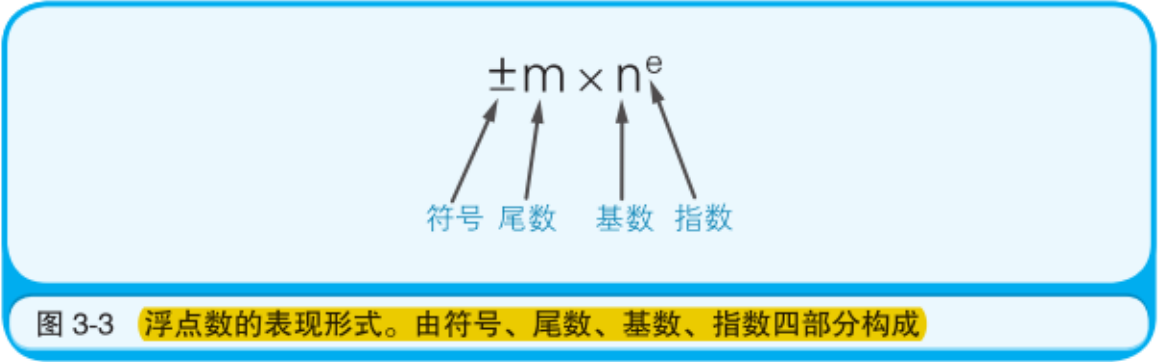 ±m×nᵉ
符号 尾数 基数 指数
图 3-3 浮点数的表现形式。由符号、尾数、基数、指数四部分构成